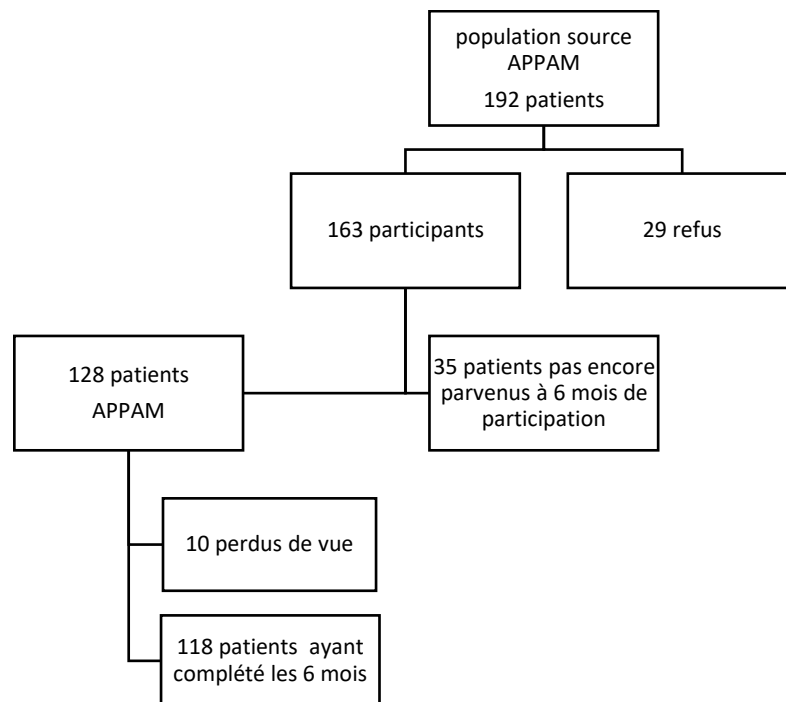 population source
APPAM
192 patients
163 participants
29 refus
128 patients
APPAM
35 patients pas encore
parvenus à 6 mois de
participation
10 perdus de vue
118 patients ayant
complété les 6 mois